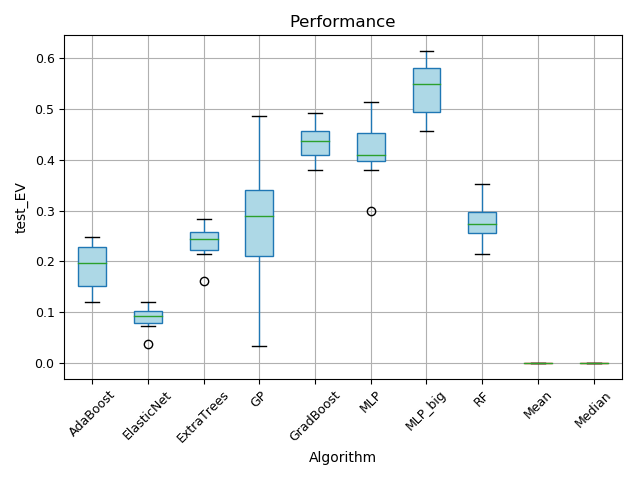 Performance
test_EV
0.6
0.5
0.4
0.3
0.2
0.1
0.0
AdaBoost
ElasticNet
ExtraTrees
GP
GradBoost
MLP
MLP_big
RF
Mean
Median
Algorithm